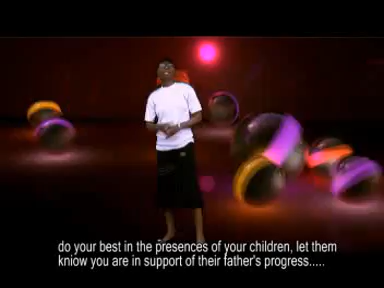 do your best in the presences of your children, let them
kniow you are in support of their father's progress.....